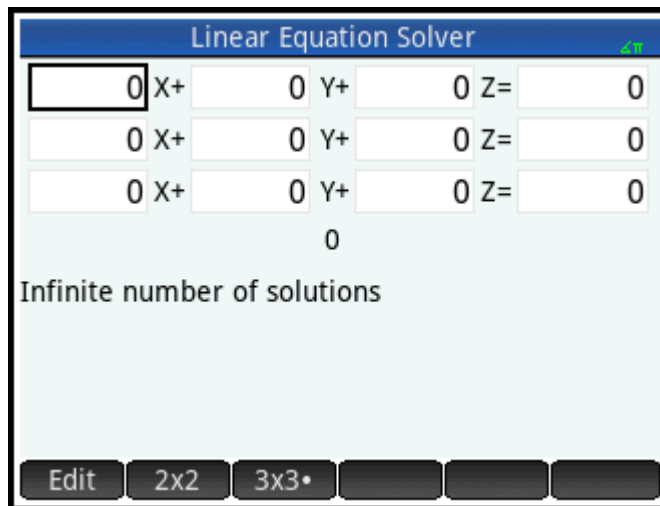 Linear Equation Solver ∡π
0 X+ 0 Y+ 0 Z= 0
0 X+ 0 Y+ 0 Z= 0
0 X+ 0 Y+ 0 Z= 0
0
Infinite number of solutions
Edit 2x2 3x3•